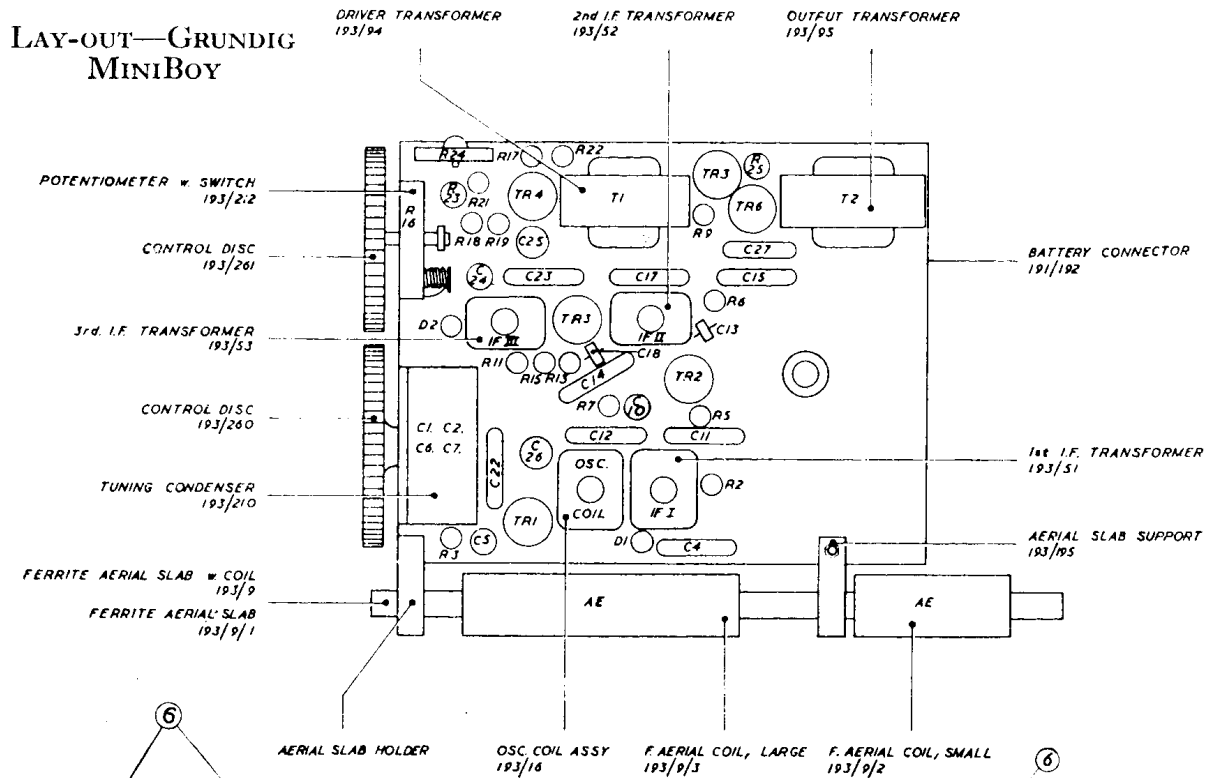 LAY-OUT—GRUNDIG
MINIBOY
DRIVER TRANSFORMER
193/94
2nd I.F. TRANSFORMER
193/52
OUTPUT TRANSFORMER
193/95
POTENTIOMETER w. SWITCH
193/212
CONTROL DISC
193/261
3rd. I.F. TRANSFORMER
193/53
CONTROL DISC
193/260
TUNING CONDENSER
193/210
FERRITE AERIAL SLAB w. COIL
193/9
FERRITE AERIAL SLAB
193/9/1
BATTERY CONNECTOR
191/192
1st I.F. TRANSFORMER
193/51
AERIAL SLAB SUPPORT
193/195
R24
R17
R22
R
23
R21
TR4
T1
TR3
R
25
TR6
T2
R
16
R18
R19
C25
R9
C27
C
24
C23
C17
C15
D2
IF III
TR3
IF II
R6
C13
R11
R15
R13
C18
C14
TR2
R7
C
10
R5
C1. C2.
C6. C7.
C22
C
26
C12
C11
OSC.
COIL
IF I
R2
TR1
R3
C5
D1
C4
AE
AE
AERIAL SLAB HOLDER
OSC. COIL ASSY
193/16
F. AERIAL COIL, LARGE
193/9/3
F. AERIAL COIL, SMALL
193/9/2
6
6